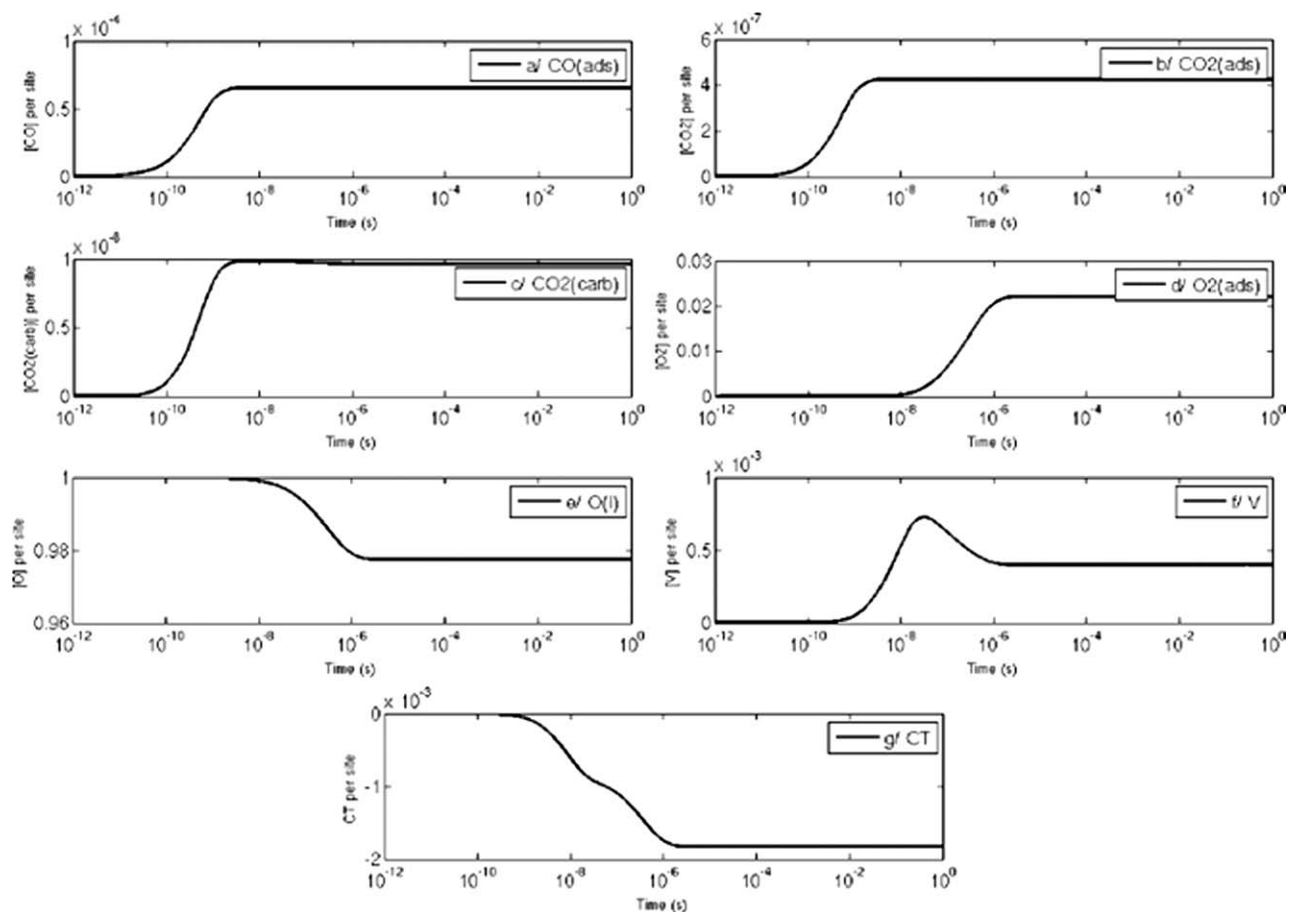 × 10⁻⁴
1
0.5
0
[CO] per site
a/ CO(ads)
10⁻¹² 10⁻¹⁰ 10⁻⁸ 10⁻⁶ 10⁻⁴ 10⁻² 10⁰
Time (s)
× 10⁻⁷
6
4
2
0
[CO2] per site
b/ CO2(ads)
10⁻¹² 10⁻¹⁰ 10⁻⁸ 10⁻⁶ 10⁻⁴ 10⁻² 10⁰
Time (s)
× 10⁻⁸
1
0.5
0
[CO2(carb)] per site
c/ CO2(carb)
10⁻¹² 10⁻¹⁰ 10⁻⁸ 10⁻⁶ 10⁻⁴ 10⁻² 10⁰
Time (s)
0.03
0.02
0.01
0
[O2] per site
d/ O2(ads)
10⁻¹² 10⁻¹⁰ 10⁻⁸ 10⁻⁶ 10⁻⁴ 10⁻² 10⁰
Time (s)
1
0.98
0.96
[O] per site
e/ O(l)
10⁻¹² 10⁻¹⁰ 10⁻⁸ 10⁻⁶ 10⁻⁴ 10⁻² 10⁰
Time (s)
× 10⁻³
1
0.5
0
[V] per site
f/ V
10⁻¹² 10⁻¹⁰ 10⁻⁸ 10⁻⁶ 10⁻⁴ 10⁻² 10⁰
Time (s)
× 10⁻³
0
-1
-2
CT per site
g/ CT
10⁻¹² 10⁻¹⁰ 10⁻⁸ 10⁻⁶ 10⁻⁴ 10⁻² 10⁰
Time (s)